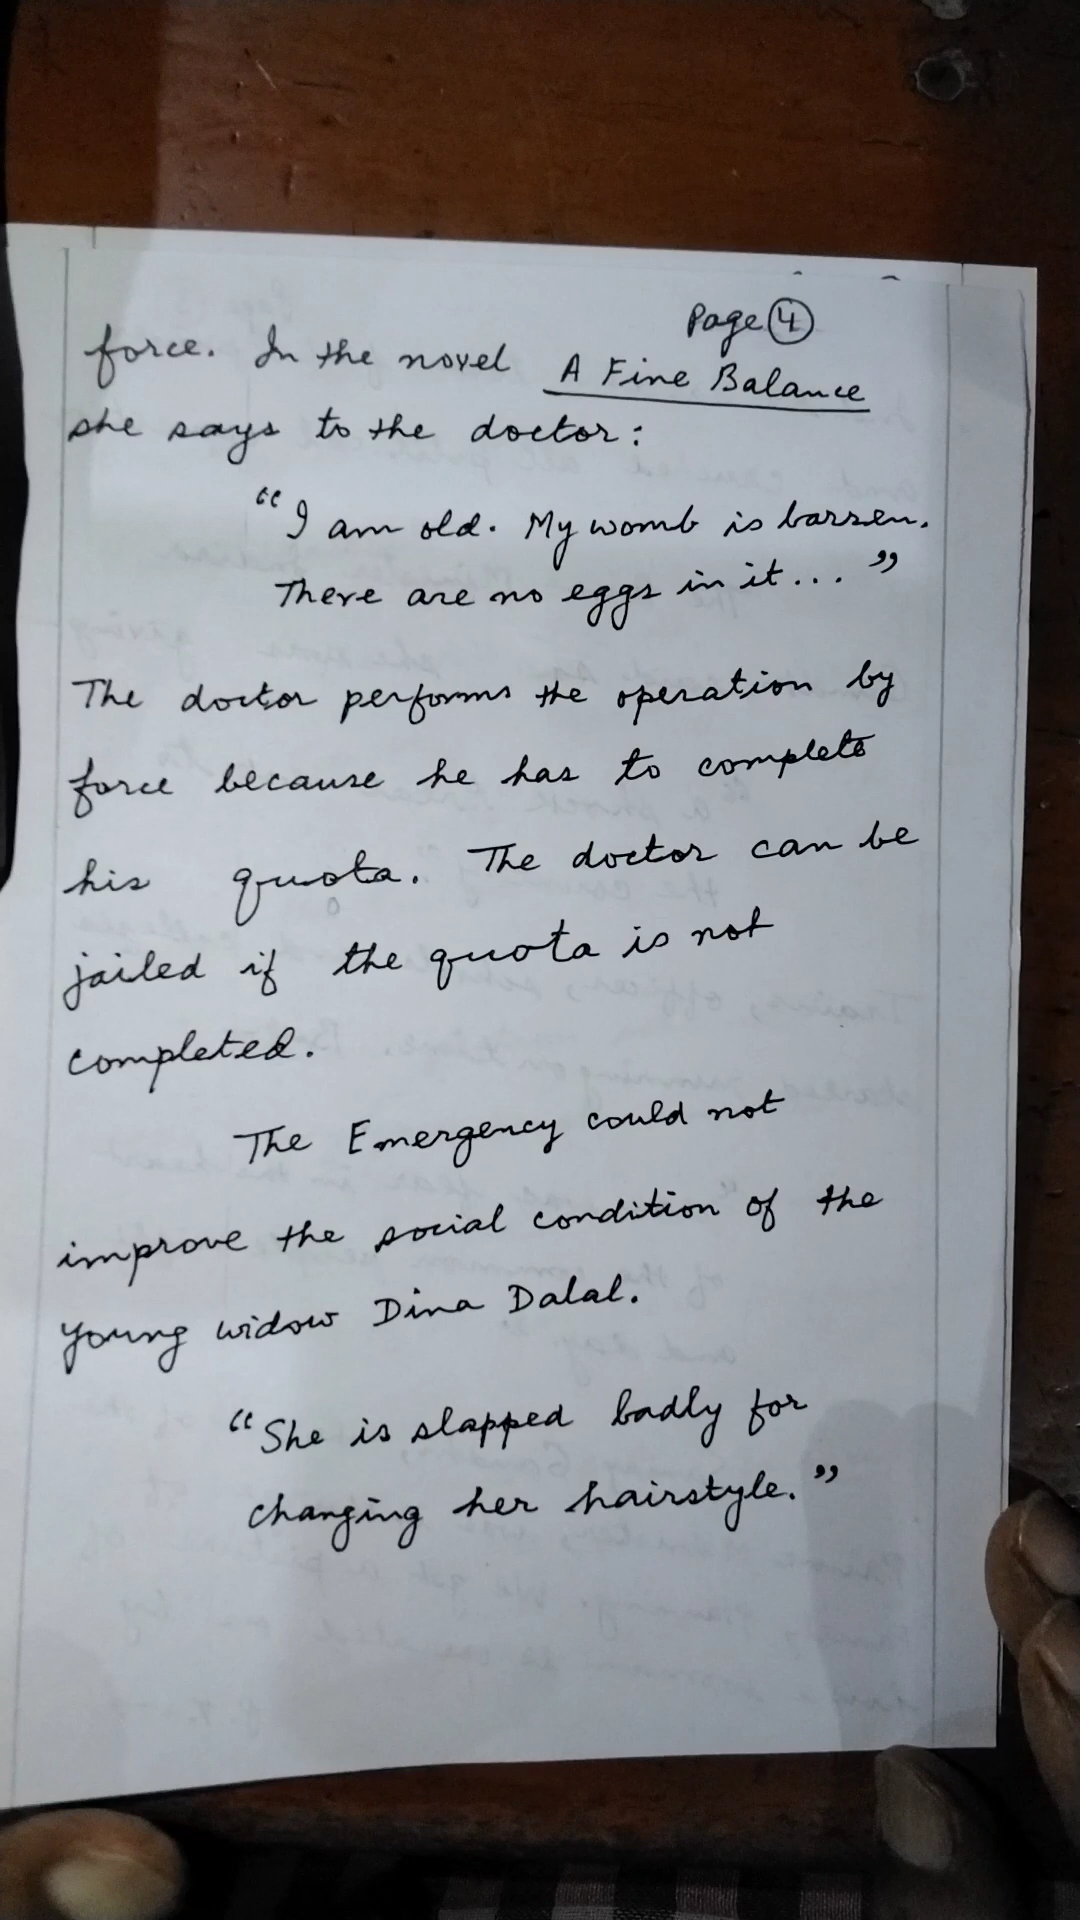 Page 4
force. In the novel A Fine Balance
she says to the doctor:
“I am old. My womb is barren.
There are no eggs in it... ”
The doctor performs the operation by
force because he has to complete
his quota. The doctor can be
jailed if the quota is not
completed.
The Emergency could not
improve the social condition of the
young widow Dina Dalal.
“She is slapped badly for
changing her hairstyle.”